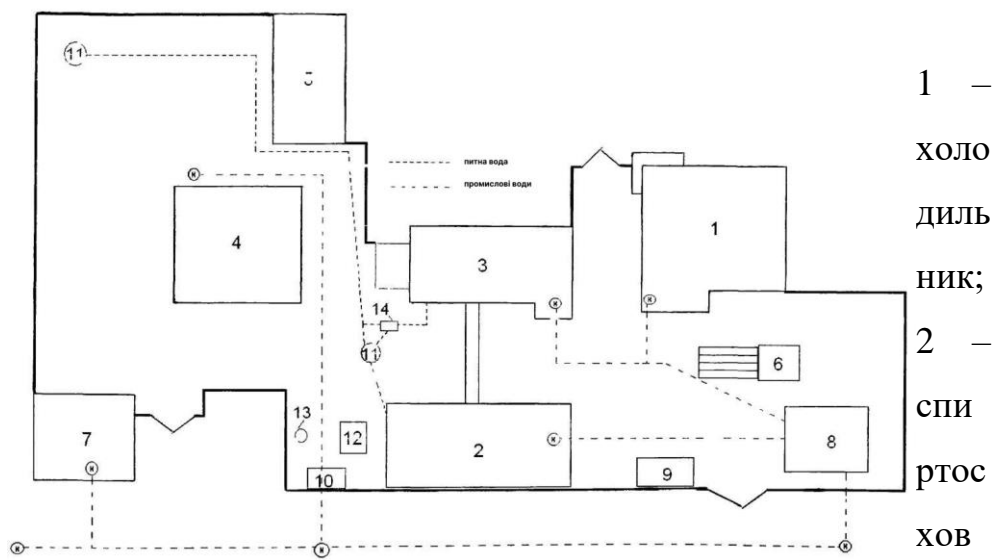 11
5
питна вода
промислові води
к
4
3
1
к
к
14
11
6
13
12
7
2
к
8
к
10
9
к
к
к
1 –
холо
диль
ник;
2 –
спи
ртос
хов